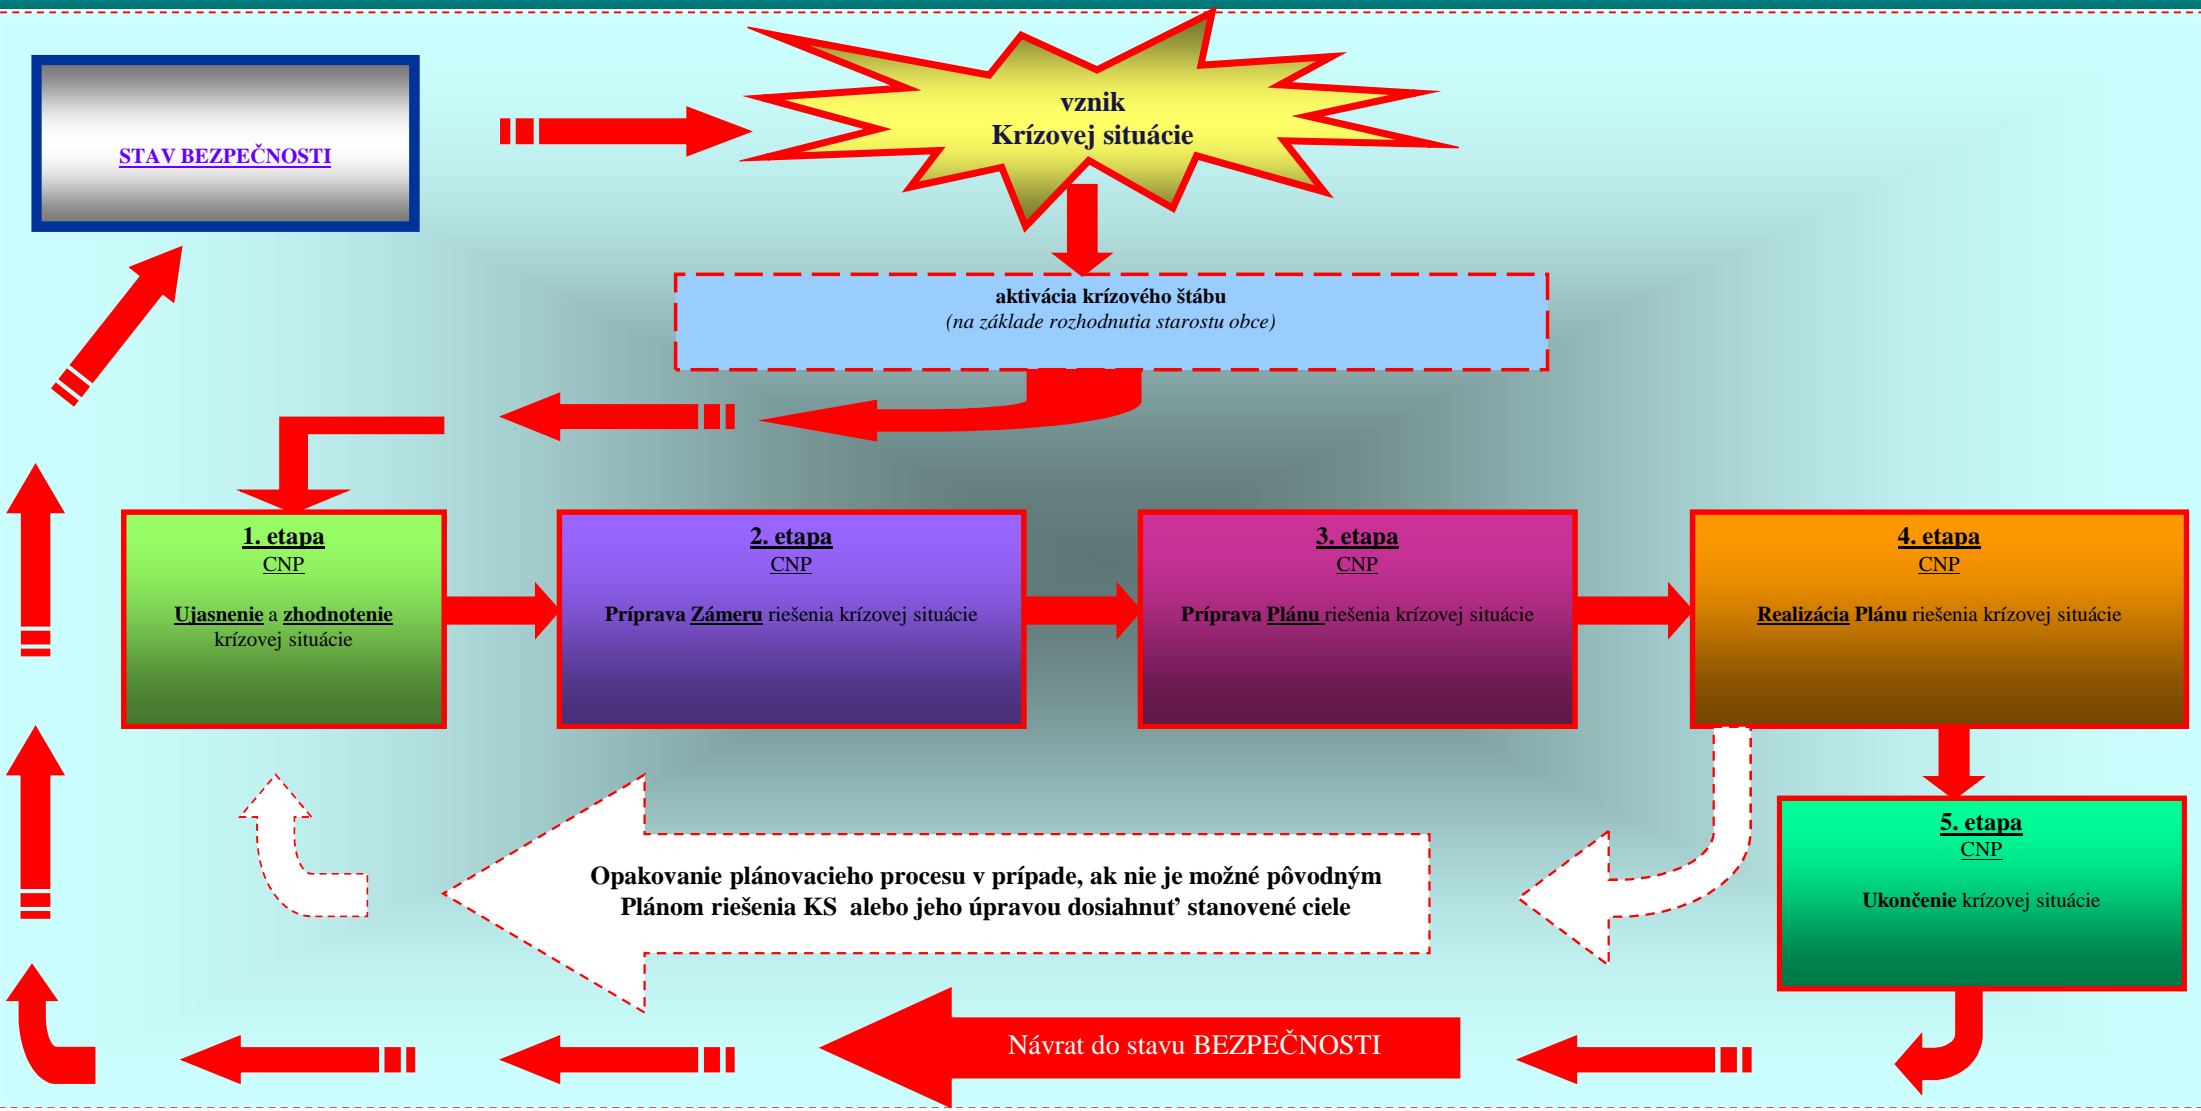 STAV BEZPEČNOSTI
vznik
Krízovej situácie
aktivácia krízového štábu
(na základe rozhodnutia starostu obce)
1. etapa
CNP
Ujasnenie a zhodnotenie
krízovej situácie
2. etapa
CNP
Príprava Zámeru riešenia krízovej situácie
3. etapa
CNP
Príprava Plánu riešenia krízovej situácie
4. etapa
CNP
Realizácia Plánu riešenia krízovej situácie
5. etapa
CNP
Ukončenie krízovej situácie
Opakovanie plánovacieho procesu v prípade, ak nie je možné pôvodným
Plánom riešenia KS alebo jeho úpravou dosiahnuť stanovené ciele
Návrat do stavu BEZPEČNOSTI